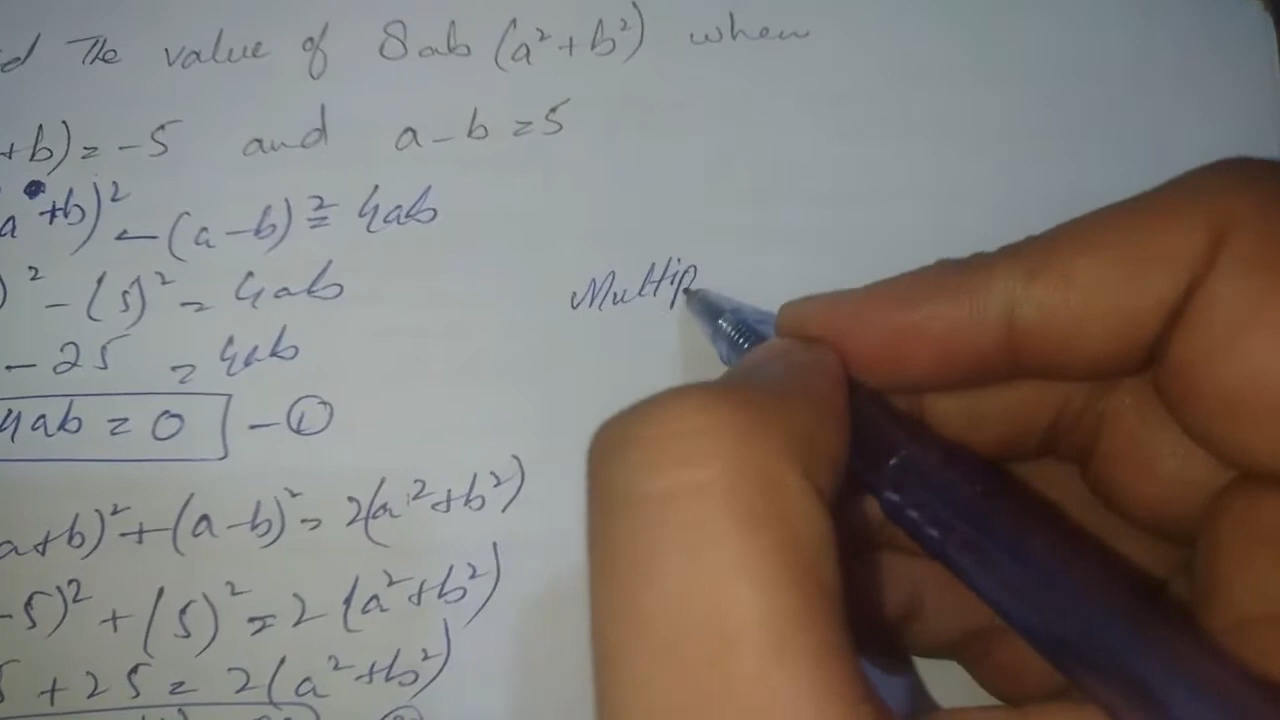 d The value of 8ab (a²+b²) when
+b) = -5 and a-b = 5
a+b)² - (a-b)² = 4ab
)² - (5)² = 4ab
- 25 = 4ab
4ab = 0 - ①
Multip
a+b)² + (a-b)² = 2(a²+b²)
-5)² + (5)² = 2(a²+b²)
5 + 25 = 2(a²+b²)